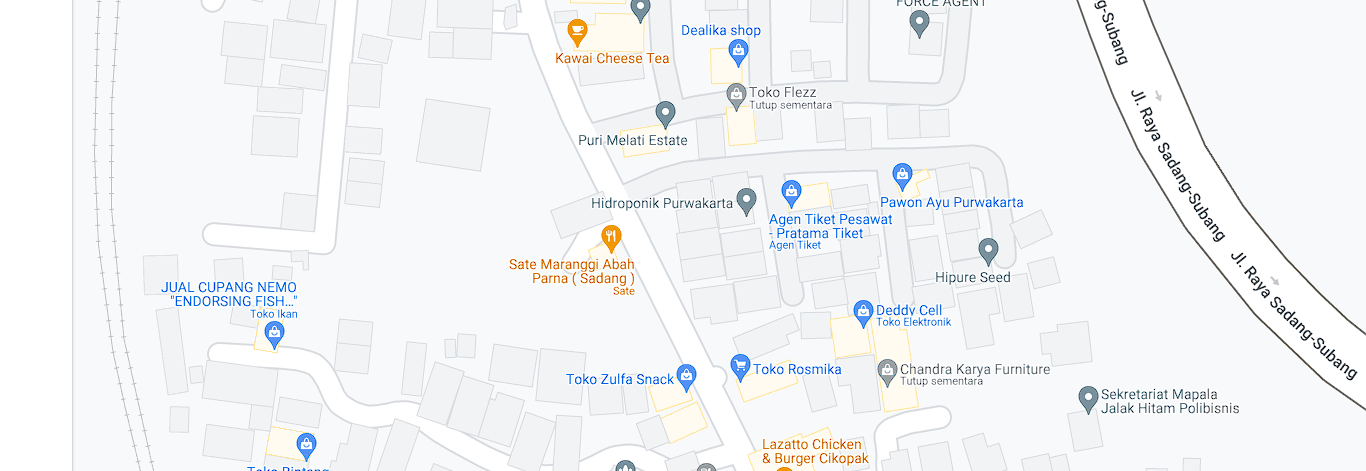 FORCE AGENT
g-Subang
Dealika shop
Kawai Cheese Tea
Toko Flezz
Tutup sementara
Jl. Raya Sadang-Subang
Puri Melati Estate
Hidroponik Purwakarta
Pawon Ayu Purwakarta
Agen Tiket Pesawat
- Pratama Tiket
Agen Tiket
Sate Maranggi Abah
Parna ( Sadang )
Sate
Hipure Seed
Jl. Raya Sadang-Subang
JUAL CUPANG NEMO
"ENDORSING FISH..."
Toko Ikan
Deddy Cell
Toko Elektronik
Toko Zulfa Snack
Toko Rosmika
Chandra Karya Furniture
Tutup sementara
Sekretariat Mapala
Jalak Hitam Polibisnis
Lazatto Chicken
& Burger Cikopak
Toko Bintang